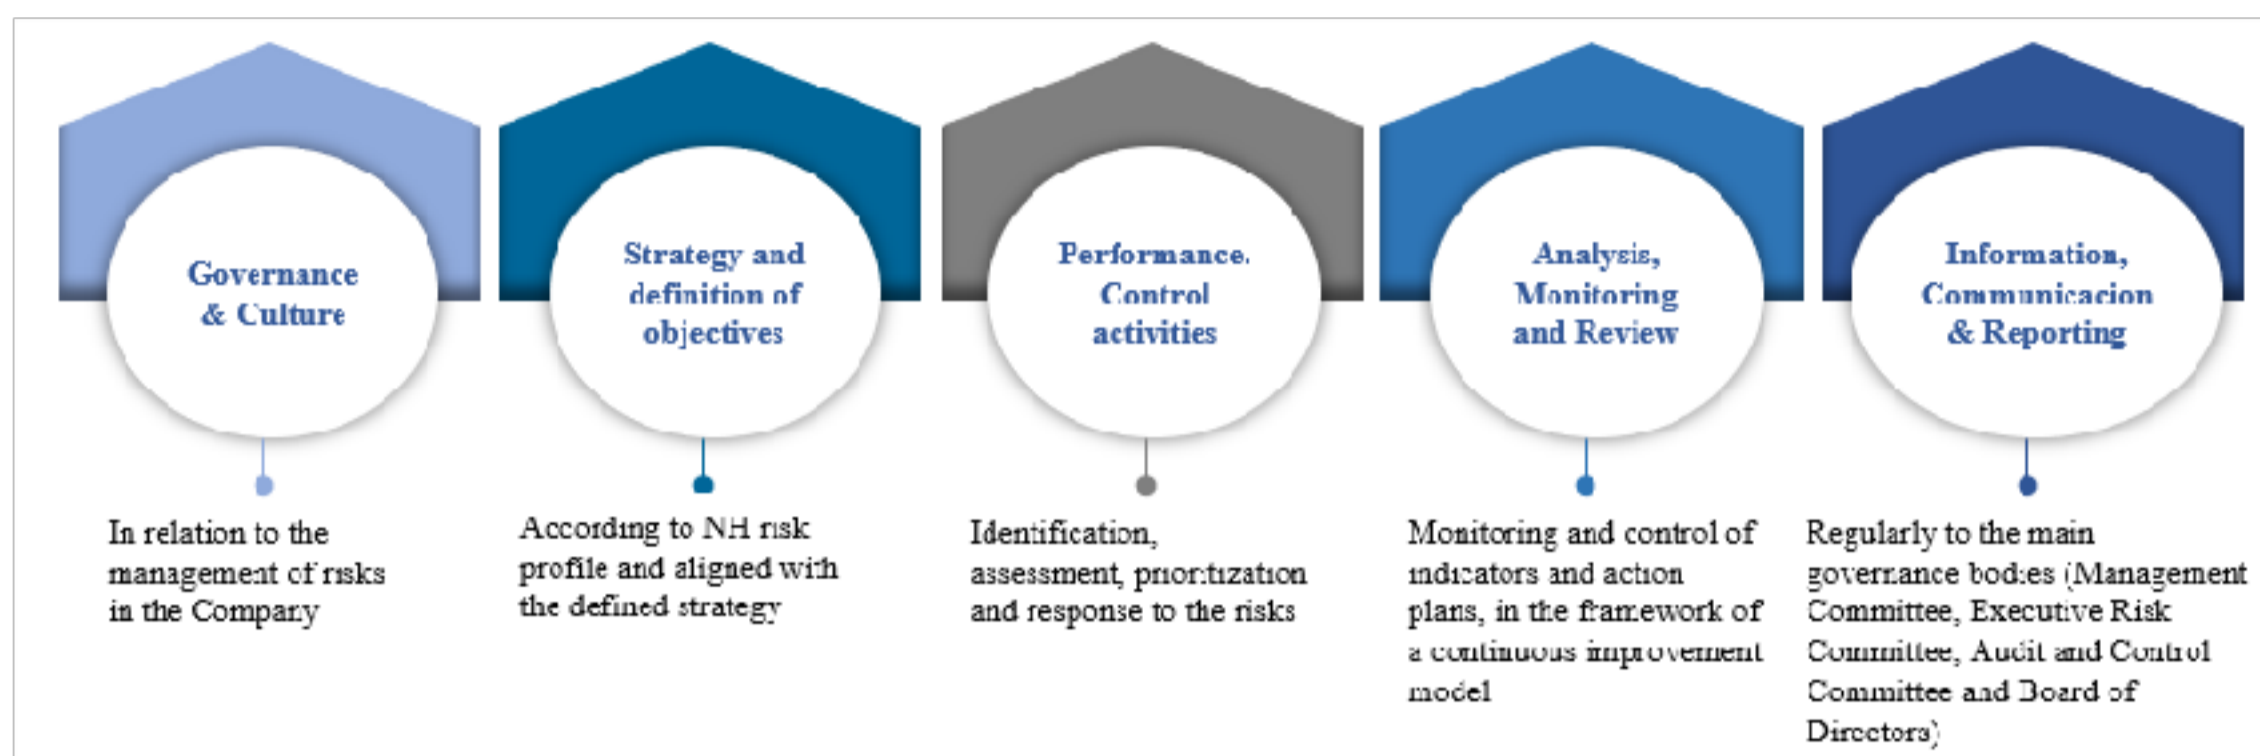 Governance
& Culture
In relation to the
management of risks
in the Company
Strategy and
definition of
objectives
According to NH risk
profile and aligned with
the defined strategy
Performance.
Control
activities
Identification,
assessment, prioritization
and response to the risks
Analysis,
Monitoring
and Review
Monitoring and control of
indicators and action
plans, in the framework of
a continuous improvement
model
Information,
Communicacion
& Reporting
Regularly to the main
governance bodies (Management
Committee, Executive Risk
Committee, Audit and Control
Committee and Board of
Directors)